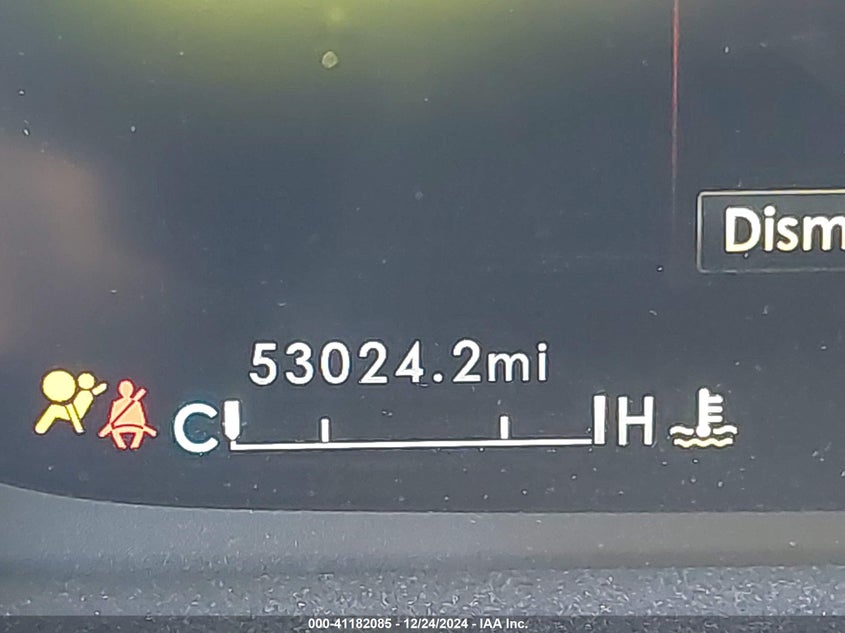 Dism
53024.2mi
C H
000-41182085 - 12/24/2024 - IAA Inc.